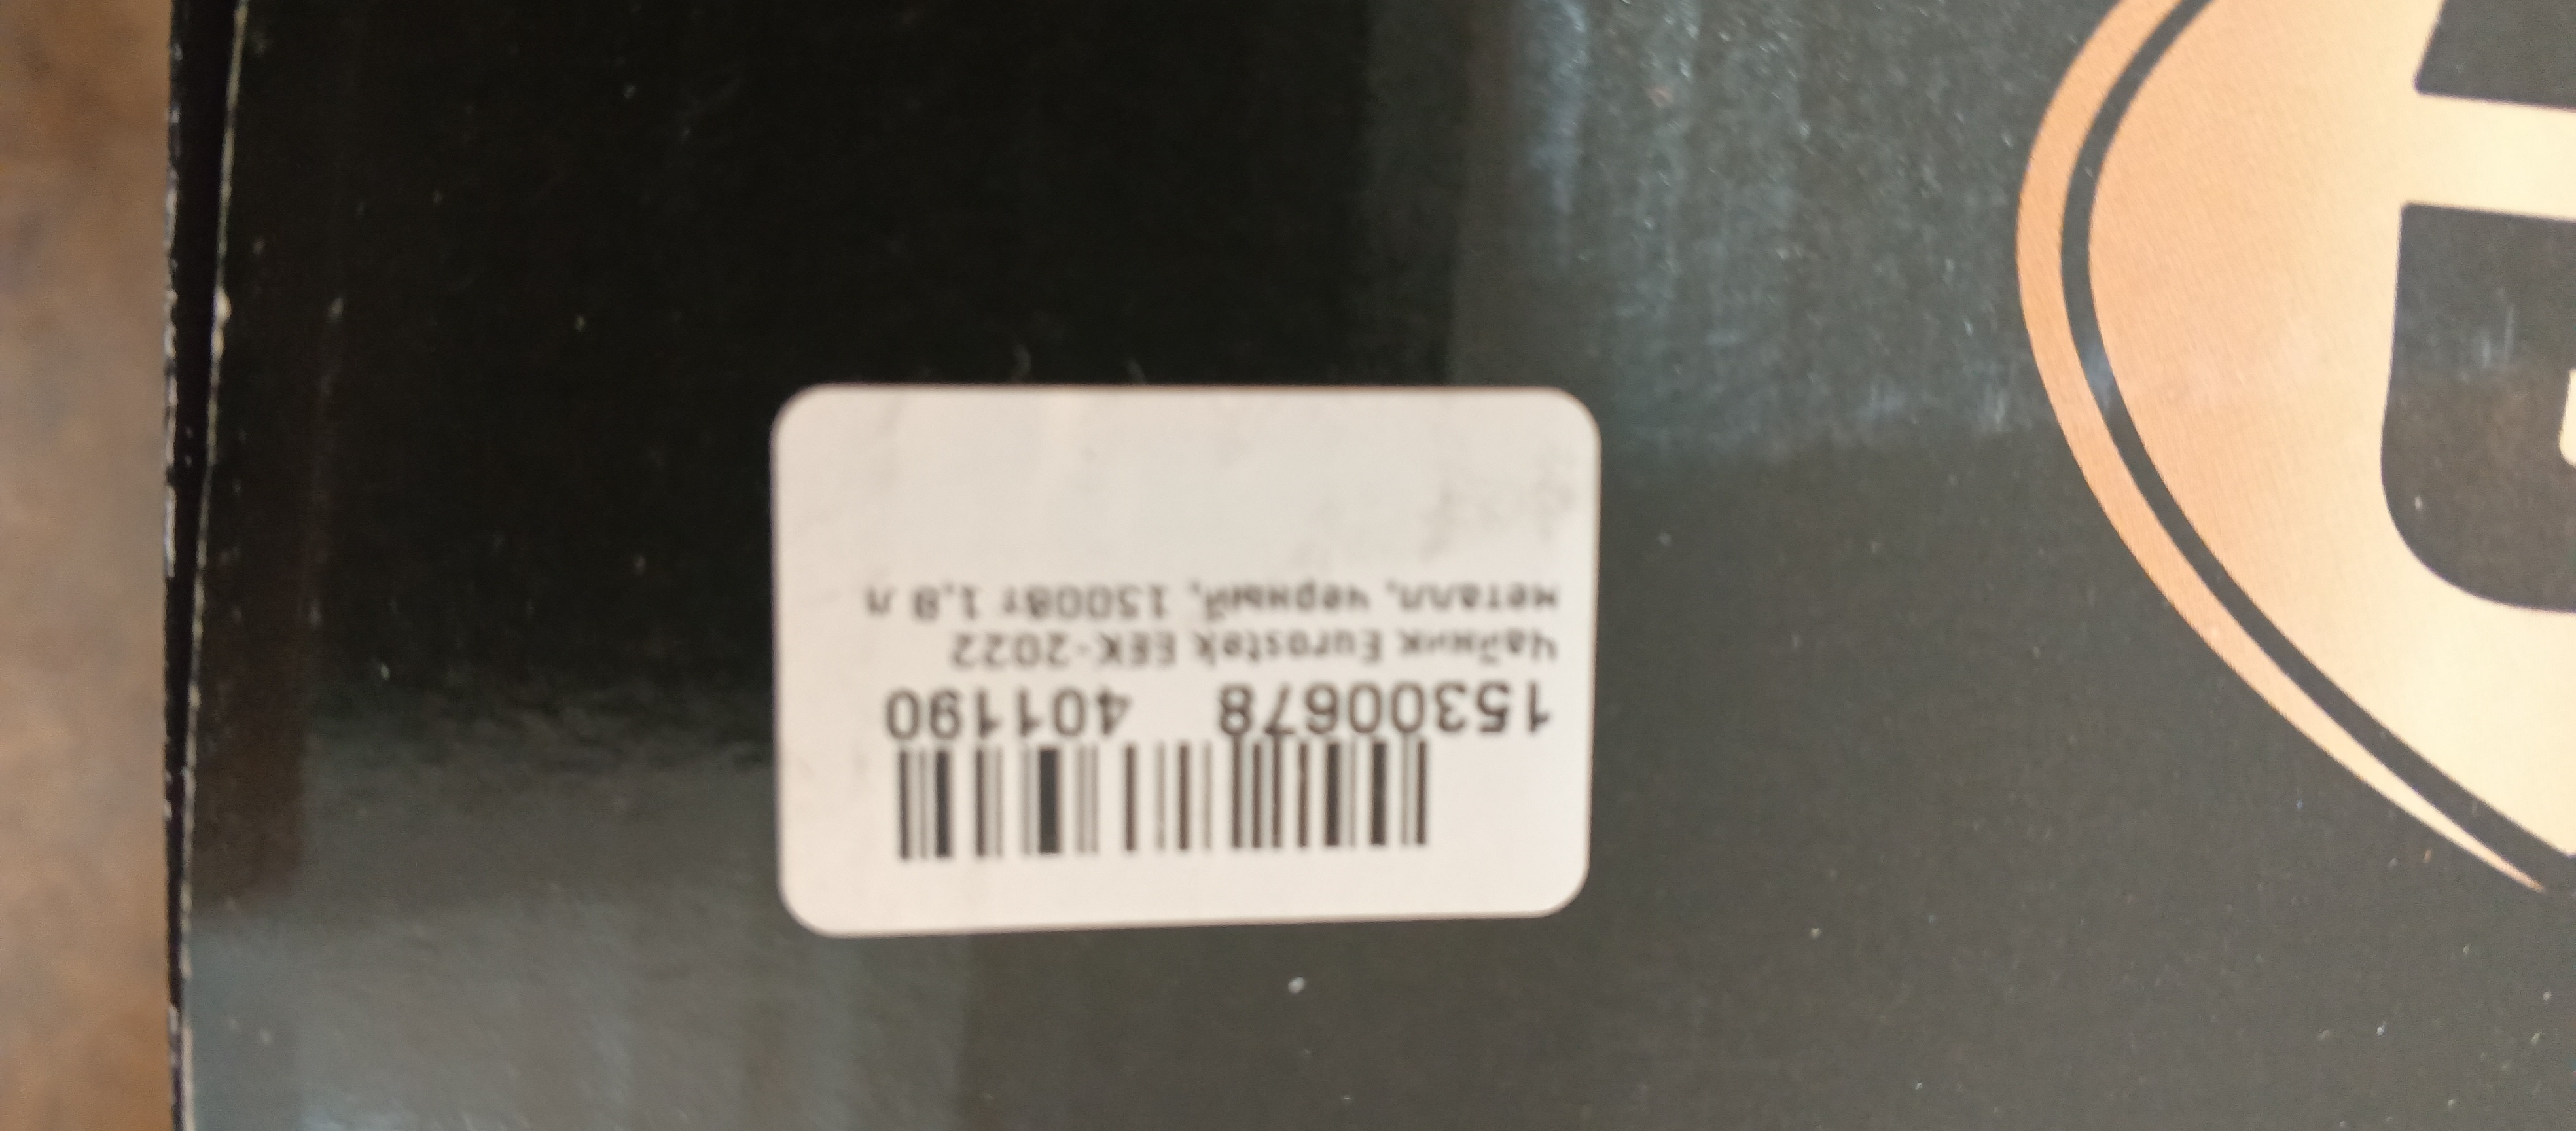 15300678 401190
Чайник Eurostek EEK-2022
металл, черный, 1500Вт 1,8 л